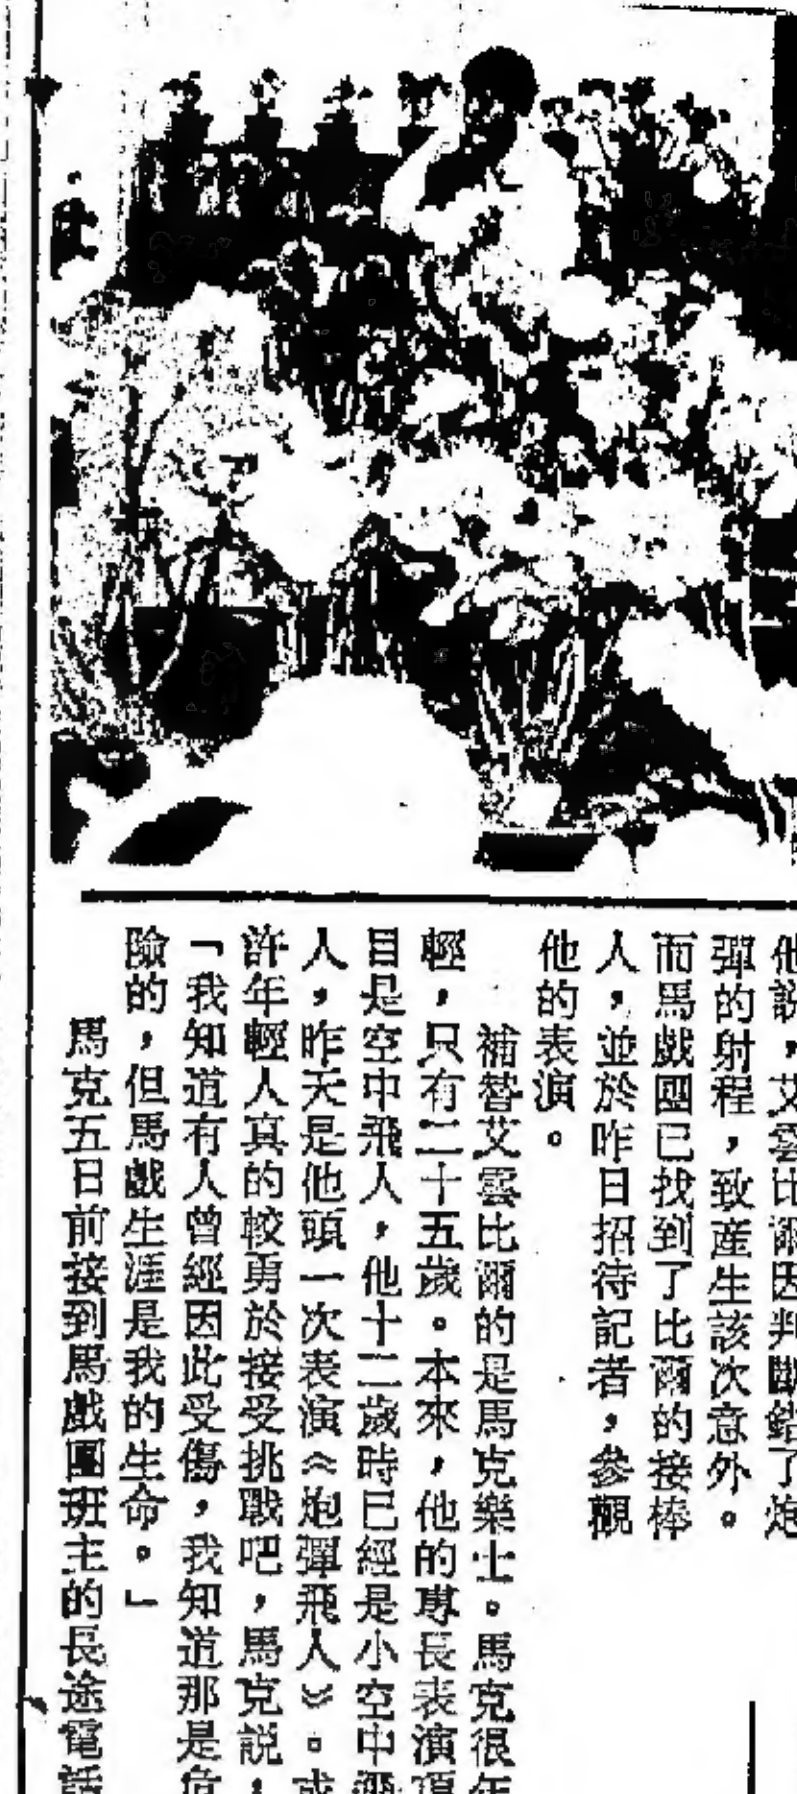 他説，艾雲比爾因判斷錯了炮
彈的射程，致產生該次意外。
而馬戲團已找到了比爾的接棒
人，並於昨日招待記者，參觀
他的表演。
補替艾雲比爾的是馬克樂士。馬克很年
輕，只有二十五歲。本來，他的專長表演項
目是空中飛人，他十二歲時已經是小空中飛
人，昨天是他頭一次表演《炮彈飛人》。或
許年輕人真的較勇於接受挑戰吧，馬克説：
「我知道有人曾經因此受傷，我知道那是危
險的，但馬戲生涯是我的生命。」
馬克五日前接到馬戲團班主的長途電話